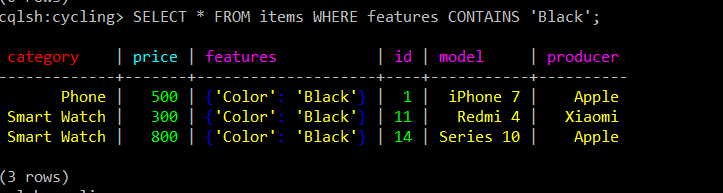 cqlsh:cycling> SELECT * FROM items WHERE features CONTAINS 'Black';
category | price | features | id | model | producer
-------------+-------+--------------------+----+-----------+----------
Phone | 500 | {'Color': 'Black'} | 1 | iPhone 7 | Apple
Smart Watch | 300 | {'Color': 'Black'} | 11 | Redmi 4 | Xiaomi
Smart Watch | 800 | {'Color': 'Black'} | 14 | Series 10 | Apple
(3 rows)